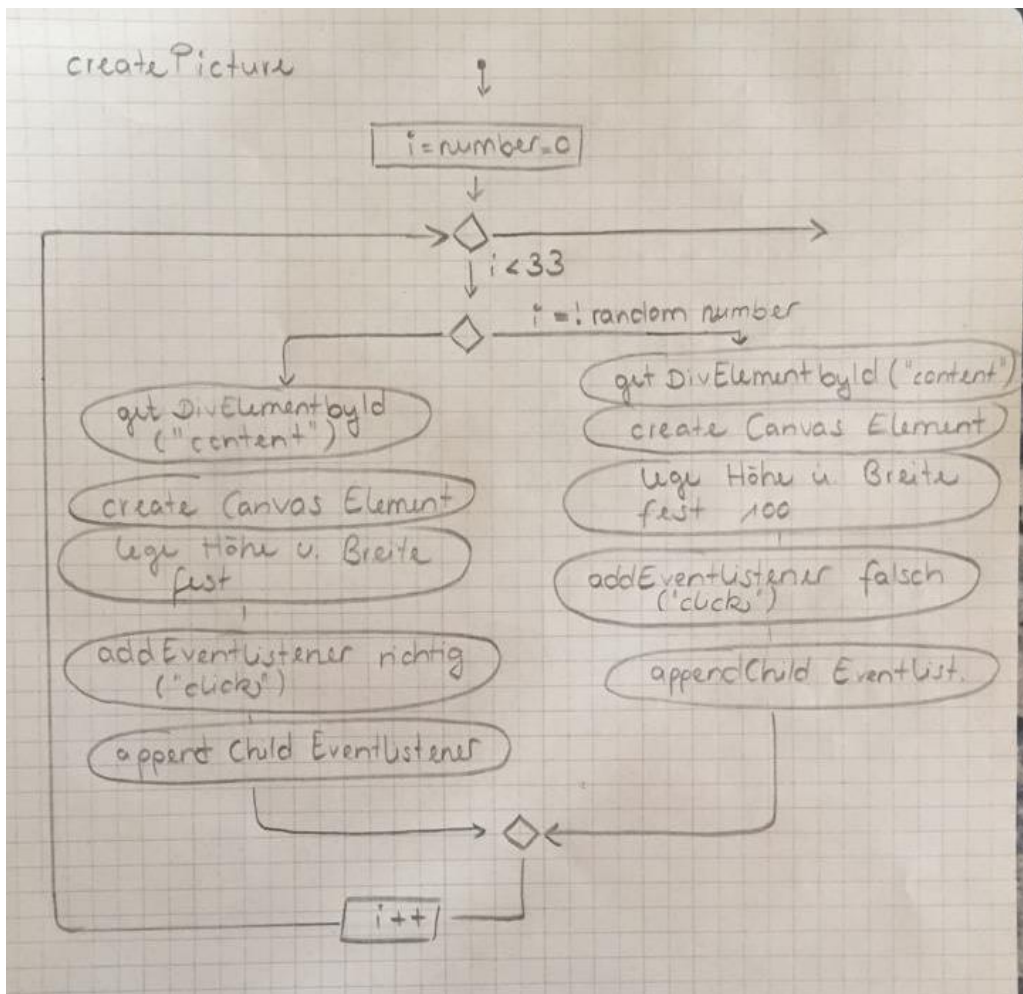 createPicture
i = number = 0
i < 33
i =! random number
get DivElementbyId
("content")
create Canvas Element
lege Höhe u. Breite
fest
addEventListener richtig
("click")
append Child EventListener
get DivElementbyId ("content")
create Canvas Element
lege Höhe u. Breite
fest 100
addEventListener falsch
("click")
appendChild EventList.
i++